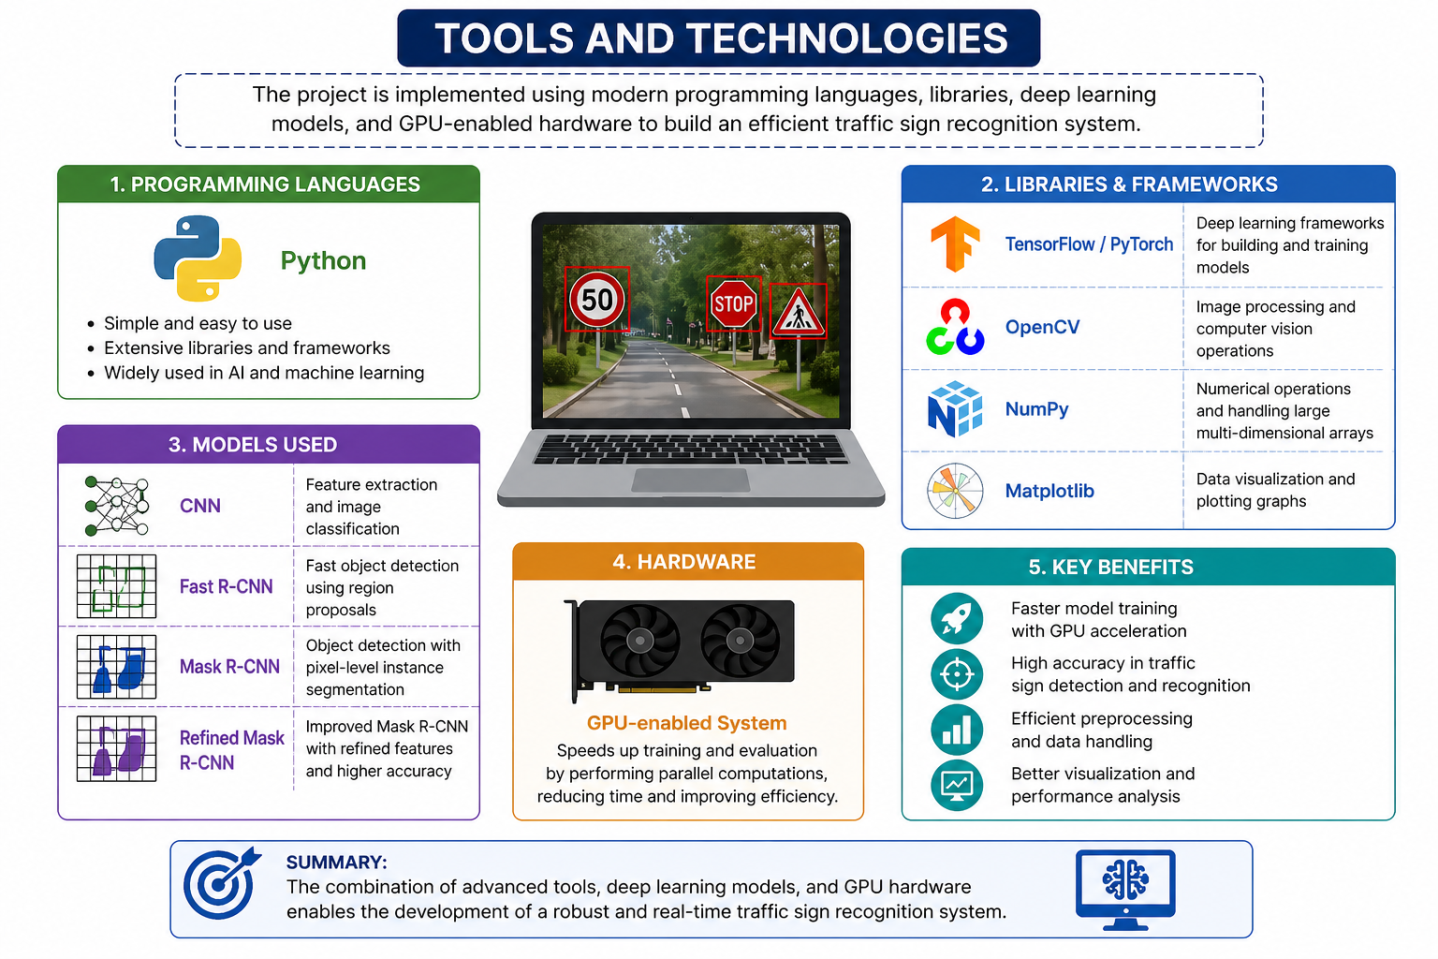 TOOLS AND TECHNOLOGIES
The project is implemented using modern programming languages, libraries, deep learning
models, and GPU-enabled hardware to build an efficient traffic sign recognition system.
1. PROGRAMMING LANGUAGES
Python
• Simple and easy to use
• Extensive libraries and frameworks
• Widely used in AI and machine learning
50
STOP
2. LIBRARIES & FRAMEWORKS
TensorFlow / PyTorch
Deep learning frameworks
for building and training
models
OpenCV
Image processing and
computer vision
operations
NumPy
Numerical operations
and handling large
multi-dimensional arrays
Matplotlib
Data visualization and
plotting graphs
3. MODELS USED
CNN
Feature extraction
and image
classification
Fast R-CNN
Fast object detection
using region
proposals
Mask R-CNN
Object detection with
pixel-level instance
segmentation
Refined Mask
R-CNN
Improved Mask R-CNN
with refined features
and higher accuracy
4. HARDWARE
GPU-enabled System
Speeds up training and evaluation
by performing parallel computations,
reducing time and improving efficiency.
5. KEY BENEFITS
Faster model training
with GPU acceleration
High accuracy in traffic
sign detection and recognition
Efficient preprocessing
and data handling
Better visualization and
performance analysis
SUMMARY:
The combination of advanced tools, deep learning models, and GPU hardware
enables the development of a robust and real-time traffic sign recognition system.